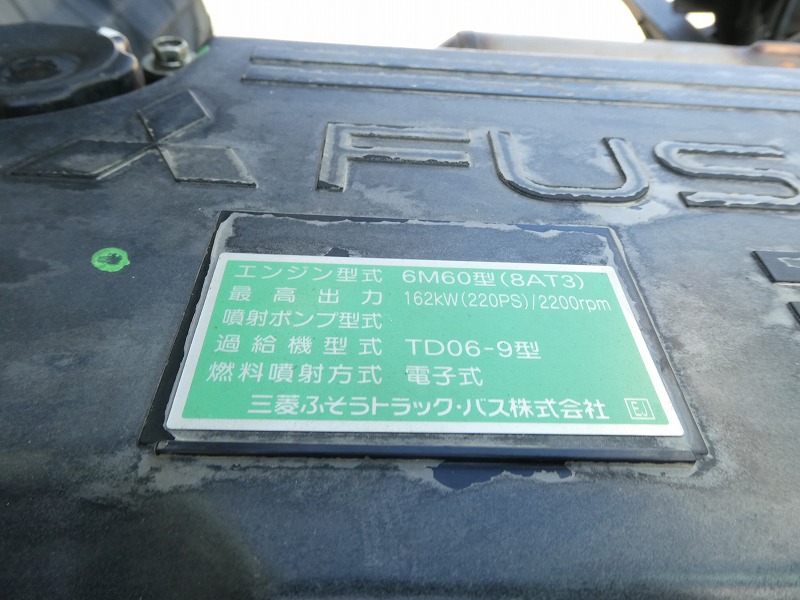 FUS
エンジン型式 6M60型(8AT3)
最高出力 162kW(220PS)/2200rpm
噴射ポンプ型式
過給機型式 TD06-9型
燃料噴射方式 電子式
三菱ふそうトラック・バス株式会社 EJ